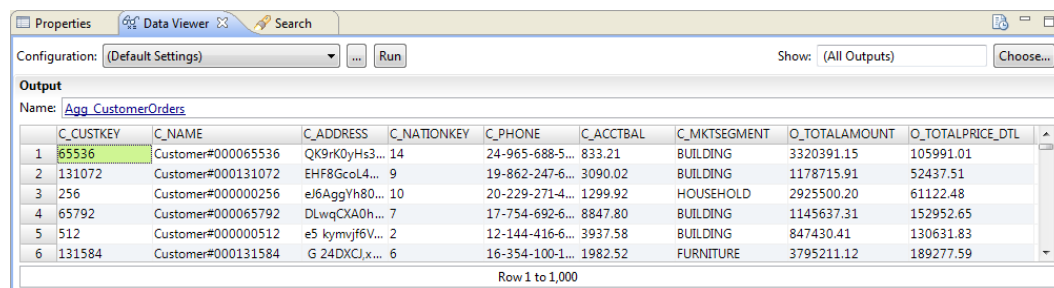 Properties Data Viewer Search
Configuration: (Default Settings) ... Run Show: (All Outputs) Choose...
Output
Name: Agg_CustomerOrders
C_CUSTKEY C_NAME C_ADDRESS C_NATIONKEY C_PHONE C_ACCTBAL C_MKTSEGMENT O_TOTALAMOUNT O_TOTALPRICE_DTL
1 65536 Customer#000065536 QK9rK0yHs3... 14 24-965-688-5... 833.21 BUILDING 3320391.15 105991.01
2 131072 Customer#000131072 EHF8GcoL4... 9 19-862-247-6... 3090.02 BUILDING 1178715.91 52437.51
3 256 Customer#000000256 eJ6AggYh80... 10 20-229-271-4... 1299.92 HOUSEHOLD 2925500.20 61122.48
4 65792 Customer#000065792 DLwqCXA0h... 7 17-754-692-6... 8847.80 BUILDING 1145637.31 152952.65
5 512 Customer#000000512 e5 kymvjf6V... 2 12-144-416-6... 3937.58 BUILDING 847430.41 130631.83
6 131584 Customer#000131584 G 24DXCJ,x... 6 16-354-100-1... 1982.52 FURNITURE 3795211.12 189277.59
Row 1 to 1,000